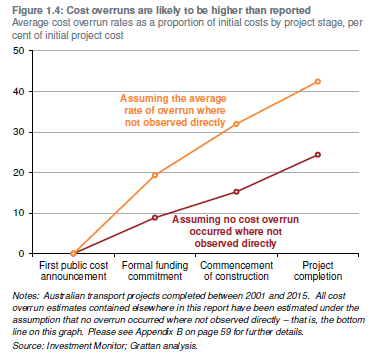 Figure 1.4: Cost overruns are likely to be higher than reported
Average cost overrun rates as a proportion of initial costs by project stage, per
cent of initial project cost
50
40
30
20
10
0
Assuming the average
rate of overrun where
not observed directly
Assuming no cost overrun
occurred where not
observed directly
First public cost
announcement
Formal funding
commitment
Commencement
of construction
Project
completion
Notes: Australian transport projects completed between 2001 and 2015. All cost
overrun estimates contained elsewhere in this report have been estimated under the
assumption that no overrun occurred where not observed directly – that is, the bottom
line on this graph. Please see Appendix B on page 59 for further details.
Source: Investment Monitor; Grattan analysis.